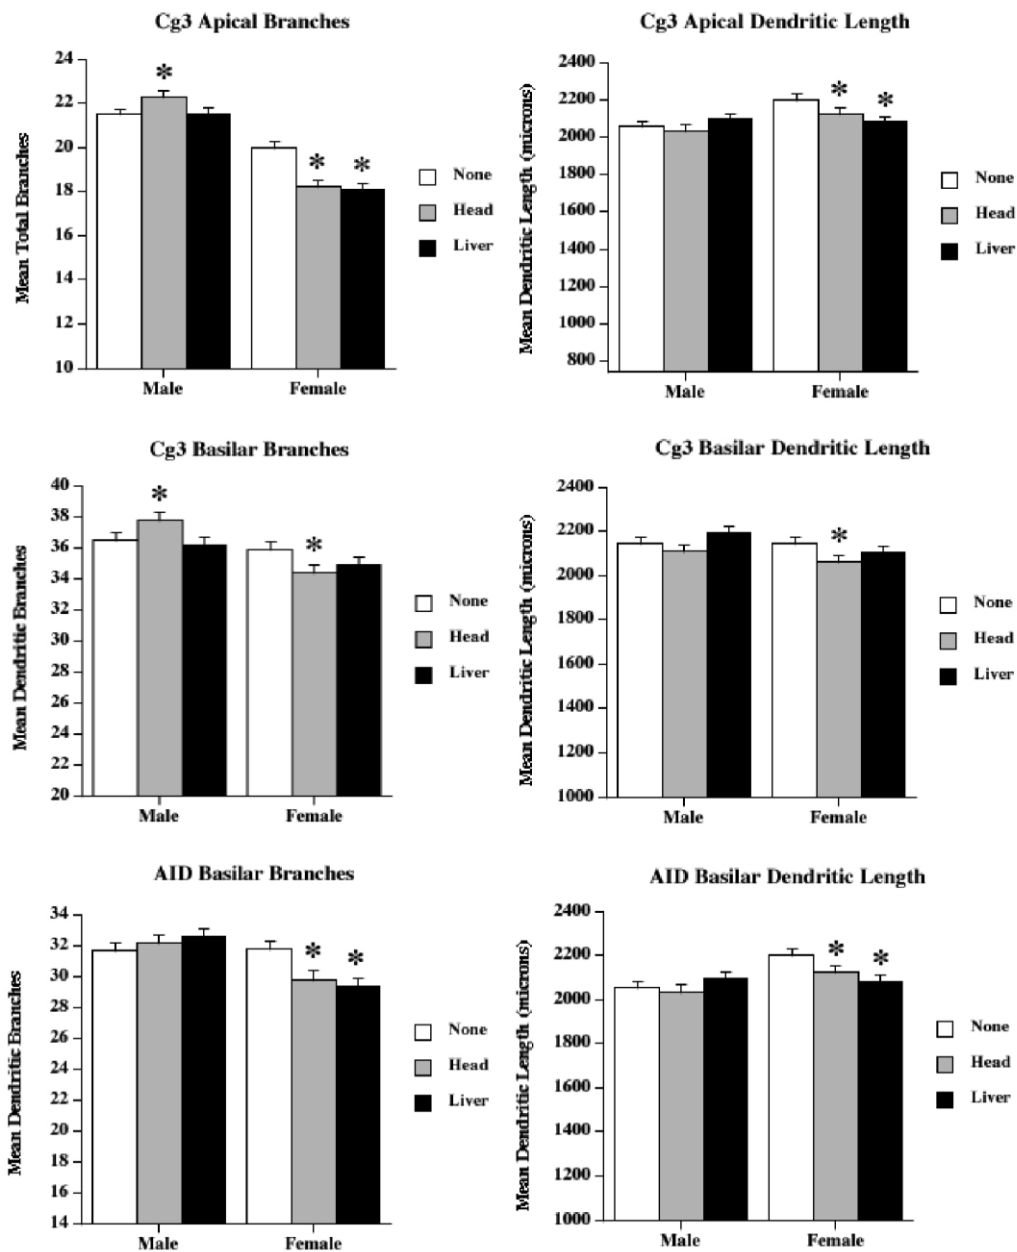 Cg3 Apical Branches
Mean Total Branches
24
22
20
18
16
14
12
10
*
*
*
Male
Female
None
Head
Liver
Cg3 Apical Dendritic Length
Mean Dendritic Length (microns)
2400
2200
2000
1800
1600
1400
1200
1000
800
*
*
Male
Female
None
Head
Liver
Cg3 Basilar Branches
Mean Dendritic Branches
40
38
36
34
32
30
28
26
24
22
20
*
*
Male
Female
None
Head
Liver
Cg3 Basilar Dendritic Length
Mean Dendritic Length (microns)
2400
2200
2000
1800
1600
1400
1200
1000
*
Male
Female
None
Head
Liver
AID Basilar Branches
Mean Dendritic Branches
34
32
30
28
26
24
22
20
18
16
14
*
*
Male
Female
None
Head
Liver
AID Basilar Dendritic Length
Mean Dendritic Length (microns)
2400
2200
2000
1800
1600
1400
1200
1000
*
*
Male
Female
None
Head
Liver